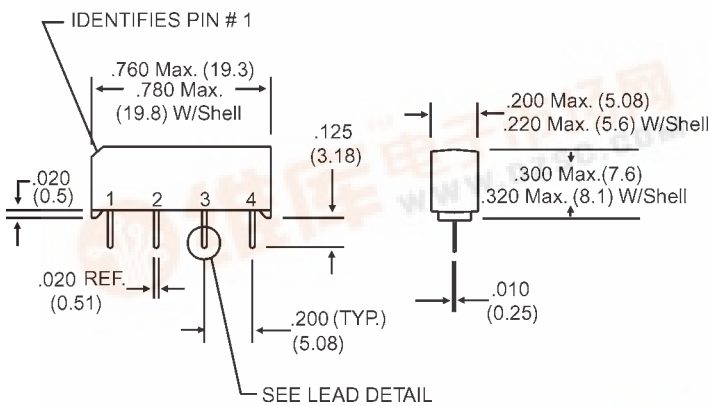 IDENTIFIES PIN # 1
.760 Max. (19.3)
.780 Max.
(19.8) W/Shell
.125
(3.18)
.020
(0.5)
1 2 3 4
.020 REF.
(0.51)
.200 (TYP.)
(5.08)
SEE LEAD DETAIL
.200 Max. (5.08)
.220 Max. (5.6) W/Shell
.300 Max.(7.6)
.320 Max. (8.1) W/Shell
.010
(0.25)